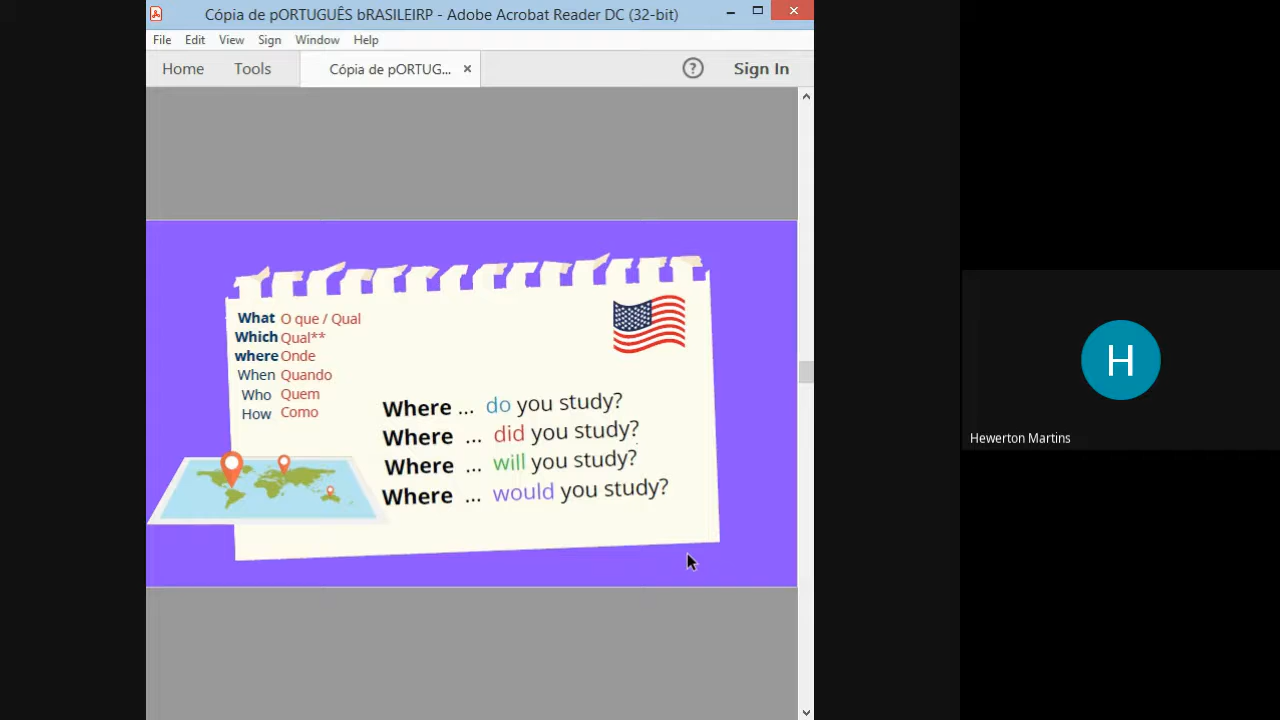 Cópia de pORTUGUÊS bRASILEIRP - Adobe Acrobat Reader DC (32-bit)
File Edit View Sign Window Help
Home Tools Cópia de pORTUG... × ? Sign In
What O que / Qual
Which Qual**
where Onde
When Quando
Who Quem
How Como
Where ... do you study?
Where ... did you study?
Where ... will you study?
Where ... would you study?
H
Hewerton Martins